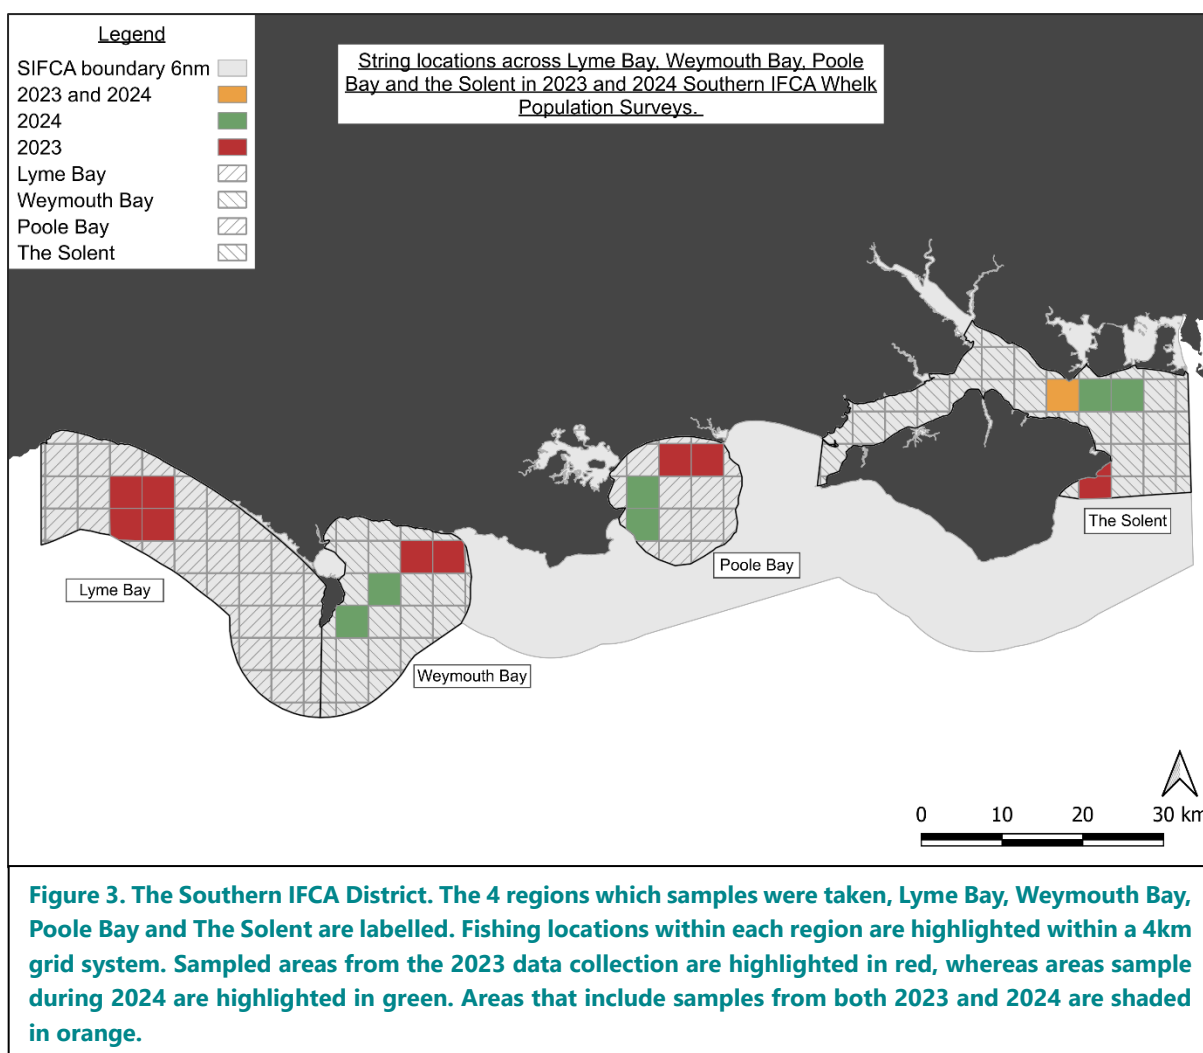 Legend
SIFCA boundary 6nm
2023 and 2024
2024
2023
Lyme Bay
Weymouth Bay
Poole Bay
The Solent
String locations across Lyme Bay, Weymouth Bay, Poole
Bay and the Solent in 2023 and 2024 Southern IFCA Whelk
Population Surveys.
The Solent
Poole Bay
Lyme Bay
Weymouth Bay
0 10 20 30 km
Figure 3. The Southern IFCA District. The 4 regions which samples were taken, Lyme Bay, Weymouth Bay,
Poole Bay and The Solent are labelled. Fishing locations within each region are highlighted within a 4km
grid system. Sampled areas from the 2023 data collection are highlighted in red, whereas areas sample
during 2024 are highlighted in green. Areas that include samples from both 2023 and 2024 are shaded
in orange.